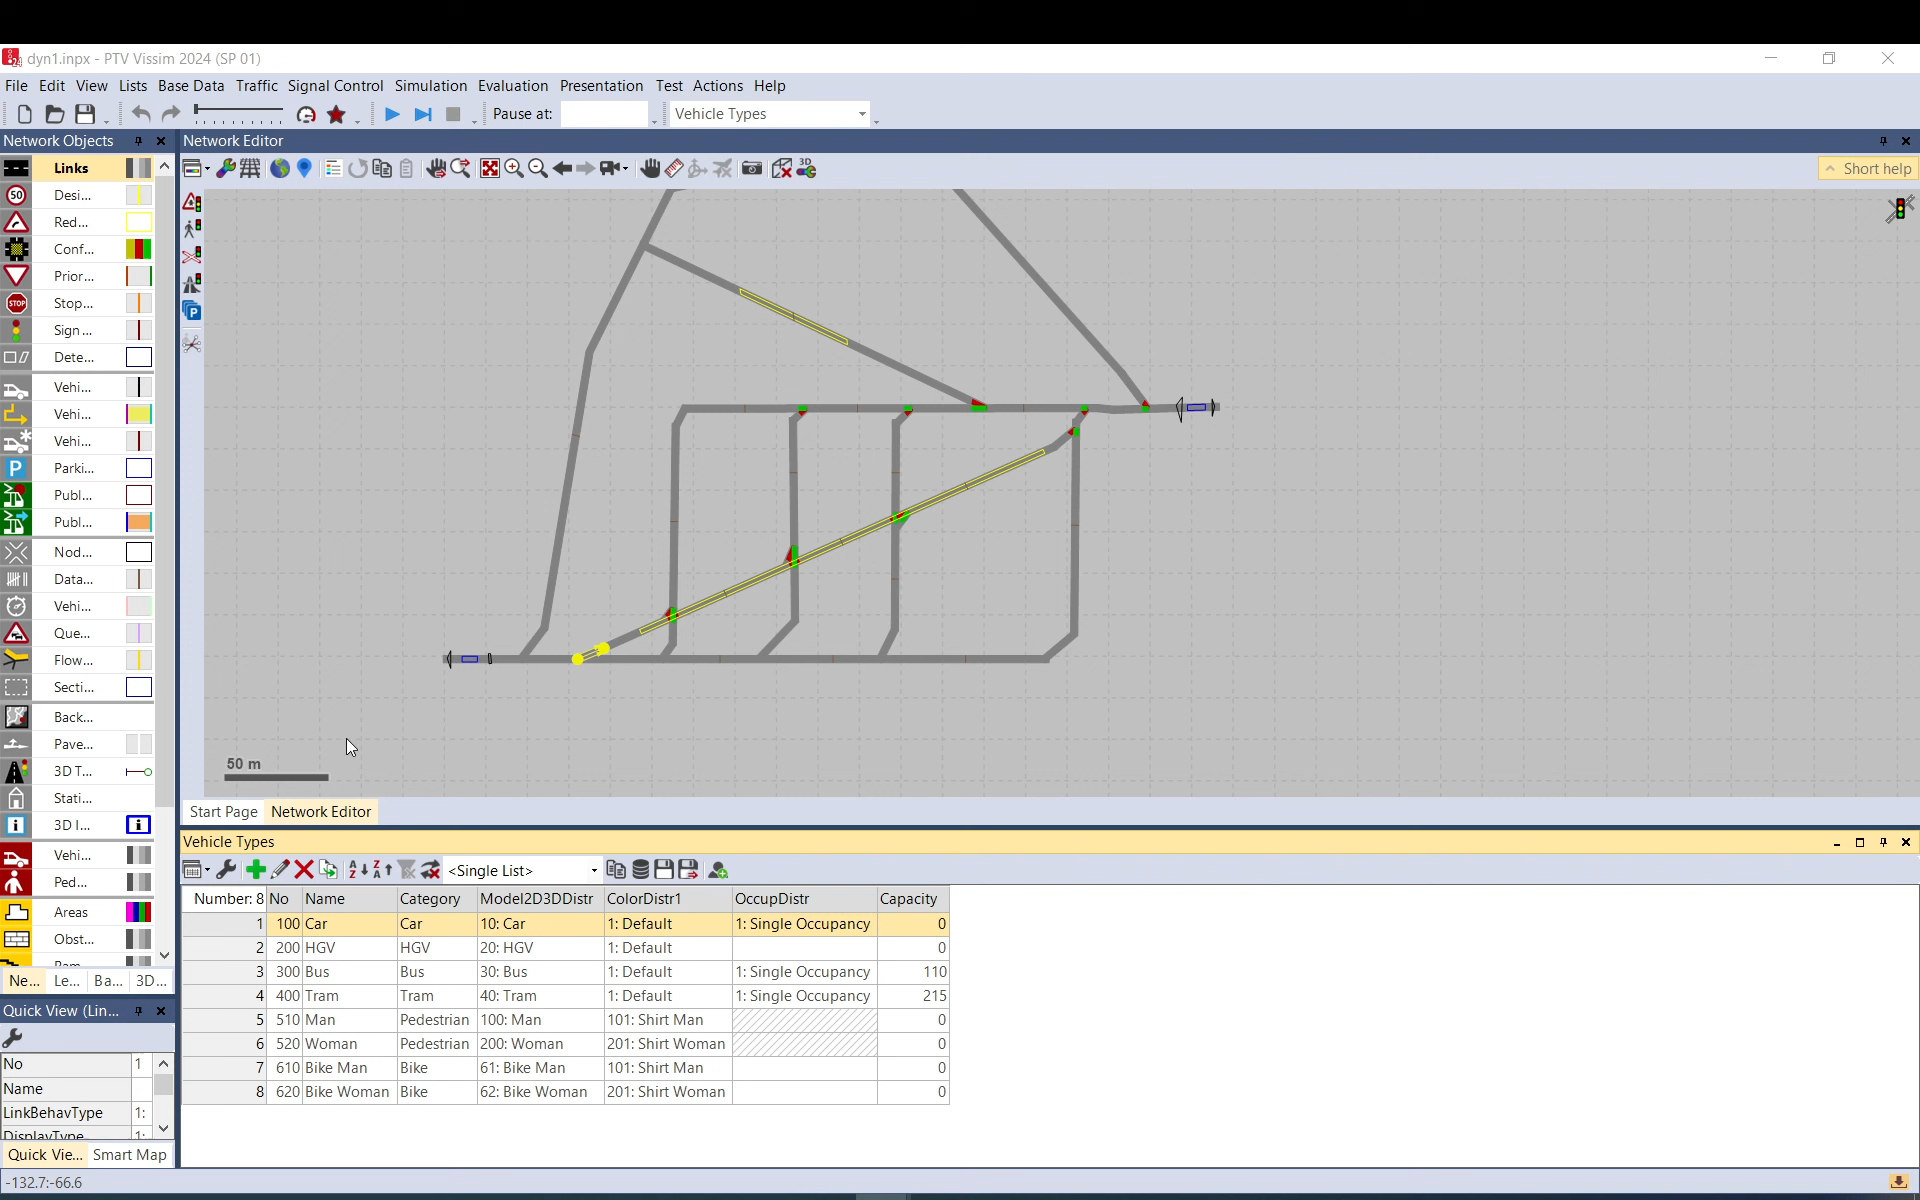 dyn1.inpx - PTV Vissim 2024 (SP 01)
File Edit View Lists Base Data Traffic Signal Control Simulation Evaluation Presentation Test Actions Help
Pause at: Vehicle Types
Network Objects
Network Editor
Short help
Links
50 Desi...
Red...
Conf...
Prior...
STOP Stop...
Sign ...
Dete...
Vehi...
Vehi...
Vehi...
P Parki...
Publ...
Publ...
Nod...
Data...
Vehi...
Que...
Flow...
Secti...
Back...
Pave...
3D T...
Stati...
3D I...
Vehi...
Ped...
Areas
Obst...
Ne... Le... Ba... 3D...
50 m
Start Page Network Editor
Vehicle Types
<Single List>
Number: 8 No Name Category Model2D3DDistr ColorDistr1 OccupDistr Capacity
1 100 Car Car 10: Car 1: Default 1: Single Occupancy 0
2 200 HGV HGV 20: HGV 1: Default 0
3 300 Bus Bus 30: Bus 1: Default 1: Single Occupancy 110
4 400 Tram Tram 40: Tram 1: Default 1: Single Occupancy 215
5 510 Man Pedestrian 100: Man 101: Shirt Man 0
6 520 Woman Pedestrian 200: Woman 201: Shirt Woman 0
7 610 Bike Man Bike 61: Bike Man 101: Shirt Man 0
8 620 Bike Woman Bike 62: Bike Woman 201: Shirt Woman 0
Quick View (Lin...
No 1
Name
LinkBehavType 1:
DisplayType 1:
Quick Vie... Smart Map
-132.7:-66.6